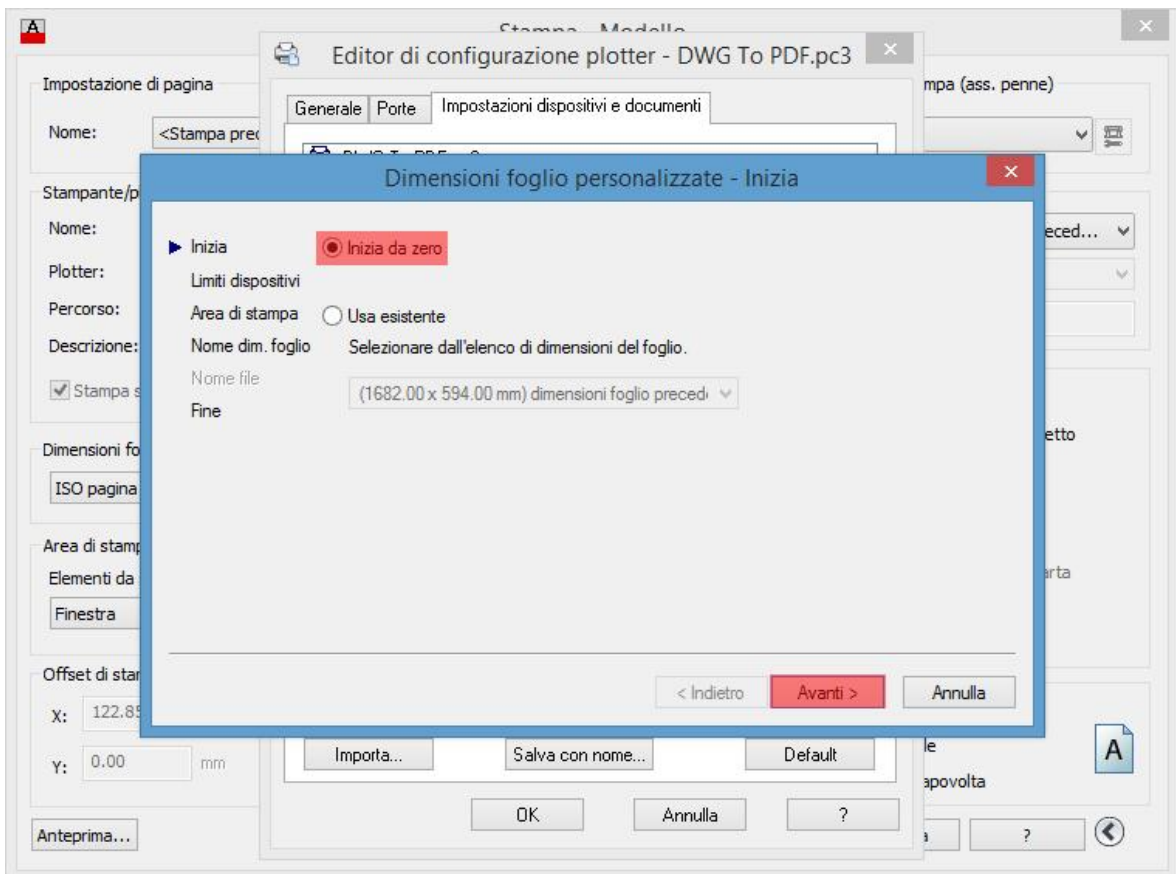 A
Stampa - Modello
Editor di configurazione plotter - DWG To PDF.pc3
Impostazione di pagina
Nome:
<Stampa prec
Generale
Porte
Impostazioni dispositivi e documenti
mpa (ass. penne)
Dimensioni foglio personalizzate - Inizia
Inizia
Inizia da zero
Limiti dispositivi
Area di stampa
Usa esistente
Nome dim. foglio
Selezionare dall'elenco di dimensioni del foglio.
Nome file
(1682.00 x 594.00 mm) dimensioni foglio preced
Fine
< Indietro
Avanti >
Annulla
Stampante/p
Nome:
eced...
Plotter:
Percorso:
Descrizione:
Stampa s
Dimensioni fo
ISO pagina
etto
Area di stamp
Elementi da
Finestra
arta
Offset di star
X: 122.85
Y: 0.00 mm
Importa...
Salva con nome...
Default
le
A
apovolta
OK
Annulla
?
Anteprima...
?